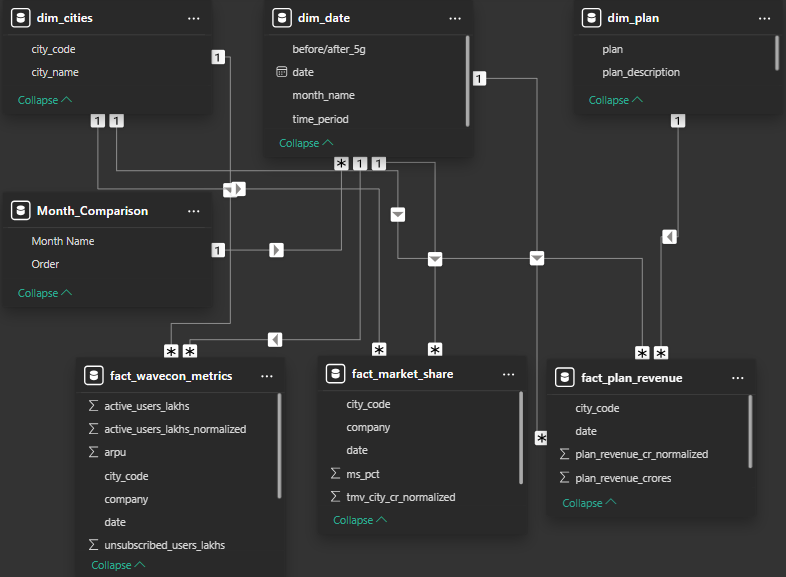 dim_cities
city_code
city_name
Collapse
dim_date
before/after_5g
date
month_name
time_period
Collapse
dim_plan
plan
plan_description
Collapse
1
1
1
1
1
*
1
1
Month_Comparison
Month Name
Order
Collapse
1
*
*
*
*
*
*
*
fact_wavecon_metrics
active_users_lakhs
active_users_lakhs_normalized
arpu
city_code
company
date
unsubscribed_users_lakhs
Collapse
fact_market_share
city_code
company
date
ms_pct
tmv_city_cr_normalized
Collapse
fact_plan_revenue
city_code
date
plan_revenue_cr_normalized
plan_revenue_crores
Collapse